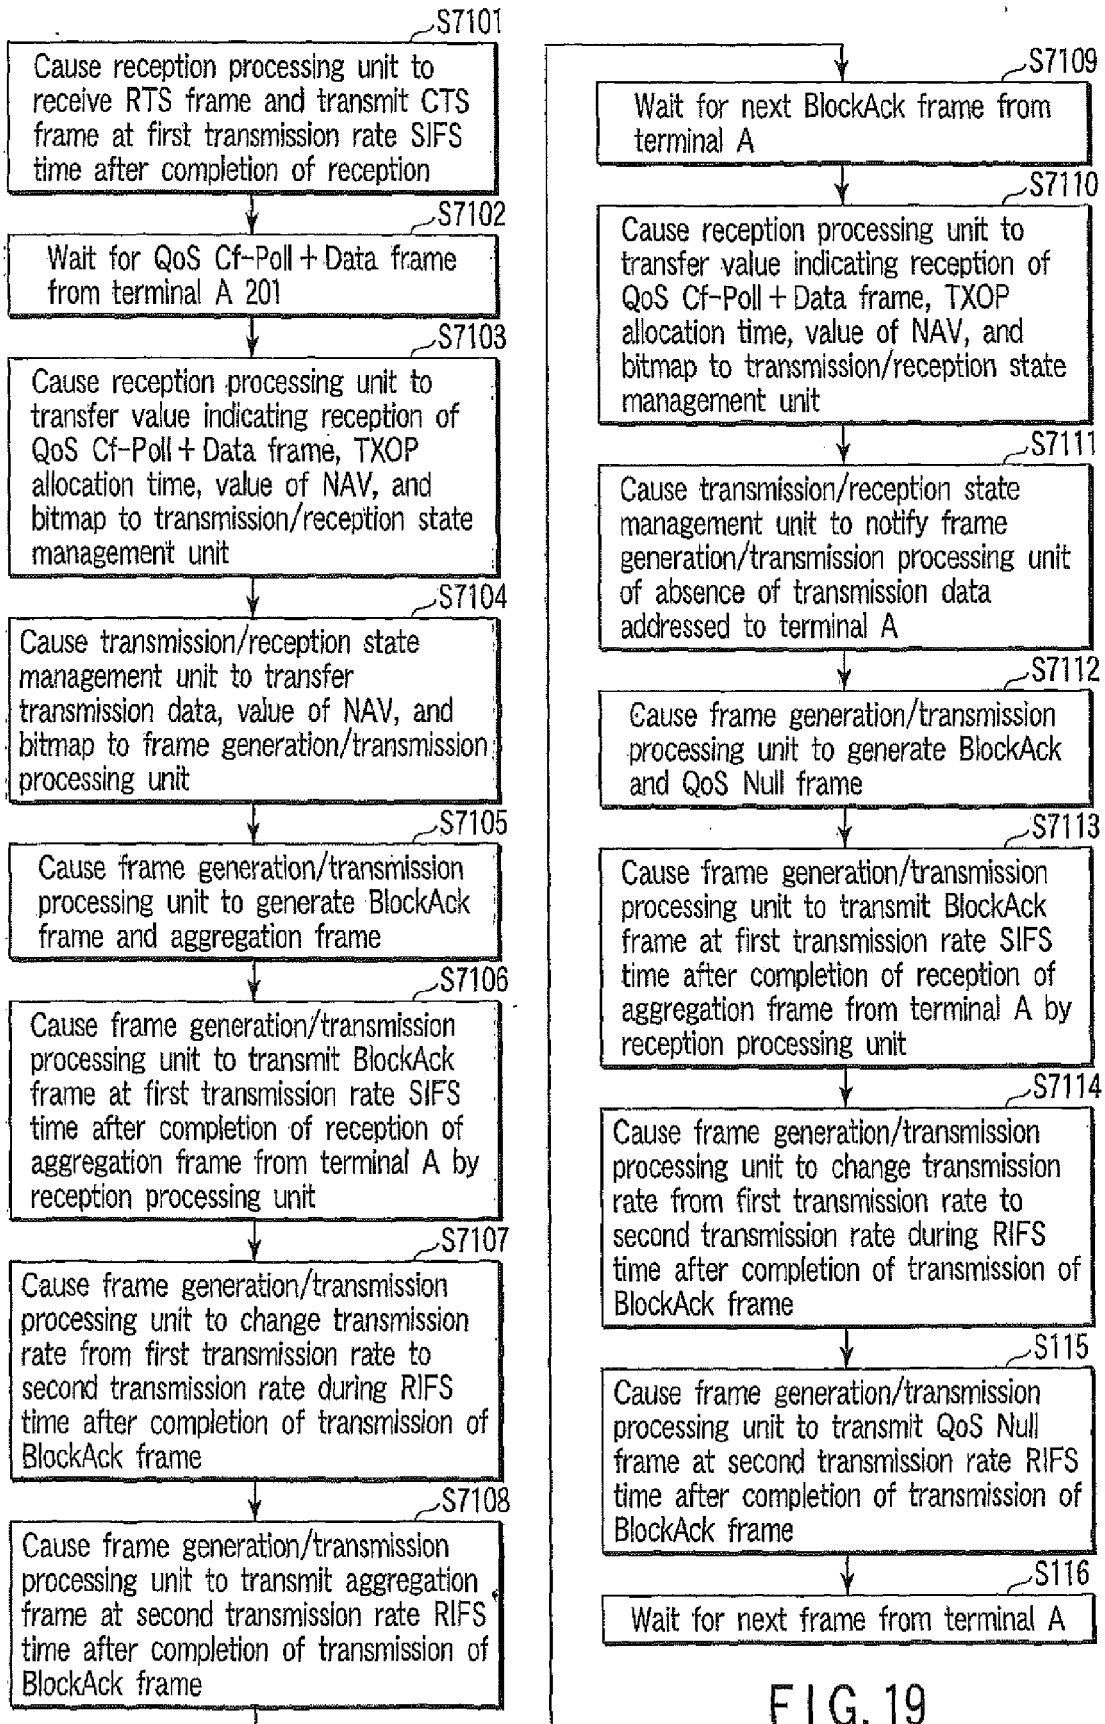 S7101
Cause reception processing unit to
receive RTS frame and transmit CTS
frame at first transmission rate SIFS
time after completion of reception
S7102
Wait for QoS Cf-Poll + Data frame
from terminal A 201
S7103
Cause reception processing unit to
transfer value indicating reception of
QoS Cf-Poll + Data frame, TXOP
allocation time, value of NAV, and
bitmap to transmission/reception state
management unit
S7104
Cause transmission/reception state
management unit to transfer
transmission data, value of NAV, and
bitmap to frame generation/transmission
processing unit
S7105
Cause frame generation/transmission
processing unit to generate BlockAck
frame and aggregation frame
S7106
Cause frame generation/transmission
processing unit to transmit BlockAck
frame at first transmission rate SIFS
time after completion of reception of
aggregation frame from terminal A by
reception processing unit
S7107
Cause frame generation/transmission
processing unit to change transmission
rate from first transmission rate to
second transmission rate during RIFS
time after completion of transmission of
BlockAck frame
S7108
Cause frame generation/transmission
processing unit to transmit aggregation
frame at second transmission rate RIFS
time after completion of transmission of
BlockAck frame
S7109
Wait for next BlockAck frame from
terminal A
S7110
Cause reception processing unit to
transfer value indicating reception of
QoS Cf-Poll + Data frame, TXOP
allocation time, value of NAV, and
bitmap to transmission/reception state
management unit
S7111
Cause transmission/reception state
management unit to notify frame
generation/transmission processing unit
of absence of transmission data
addressed to terminal A
S7112
Cause frame generation/transmission
processing unit to generate BlockAck
and QoS Null frame
S7113
Cause frame generation/transmission
processing unit to transmit BlockAck
frame at first transmission rate SIFS
time after completion of reception of
aggregation frame from terminal A by
reception processing unit
S7114
Cause frame generation/transmission
processing unit to change transmission
rate from first transmission rate to
second transmission rate during RIFS
time after completion of transmission of
BlockAck frame
S115
Cause frame generation/transmission
processing unit to transmit QoS Null
frame at second transmission rate RIFS
time after completion of transmission of
BlockAck frame
S116
Wait for next frame from terminal A
FIG. 19